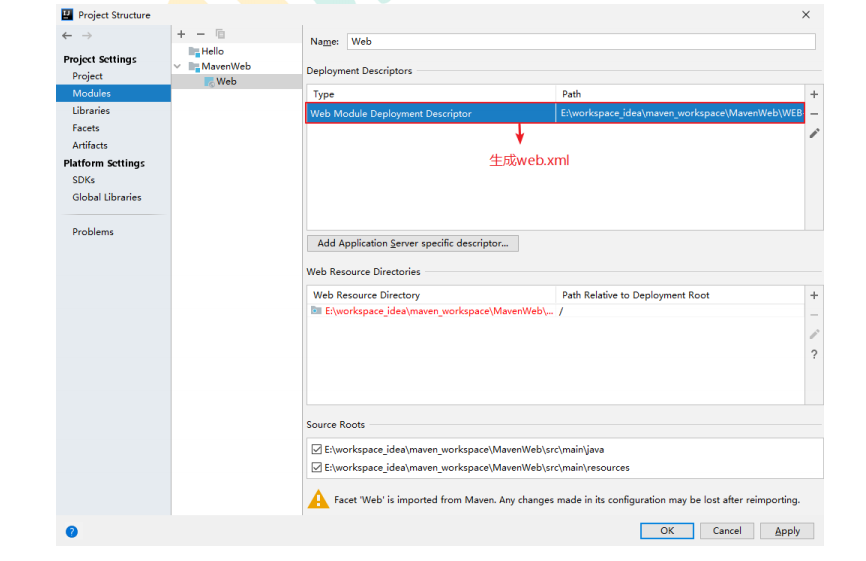 Project Structure
Project Settings
Project
Modules
Libraries
Facets
Artifacts
Platform Settings
SDKs
Global Libraries
Problems
Hello
MavenWeb
Web
Name: Web
Deployment Descriptors
Type Path
Web Module Deployment Descriptor E:\workspace_idea\maven_workspace\MavenWeb\WEB
生成web.xml
Add Application Server specific descriptor...
Web Resource Directories
Web Resource Directory Path Relative to Deployment Root
E:\workspace_idea\maven_workspace\MavenWeb\... /
Source Roots
E:\workspace_idea\maven_workspace\MavenWeb\src\main\java
E:\workspace_idea\maven_workspace\MavenWeb\src\main\resources
Facet 'Web' is imported from Maven. Any changes made in its configuration may be lost after reimporting.
OK Cancel Apply